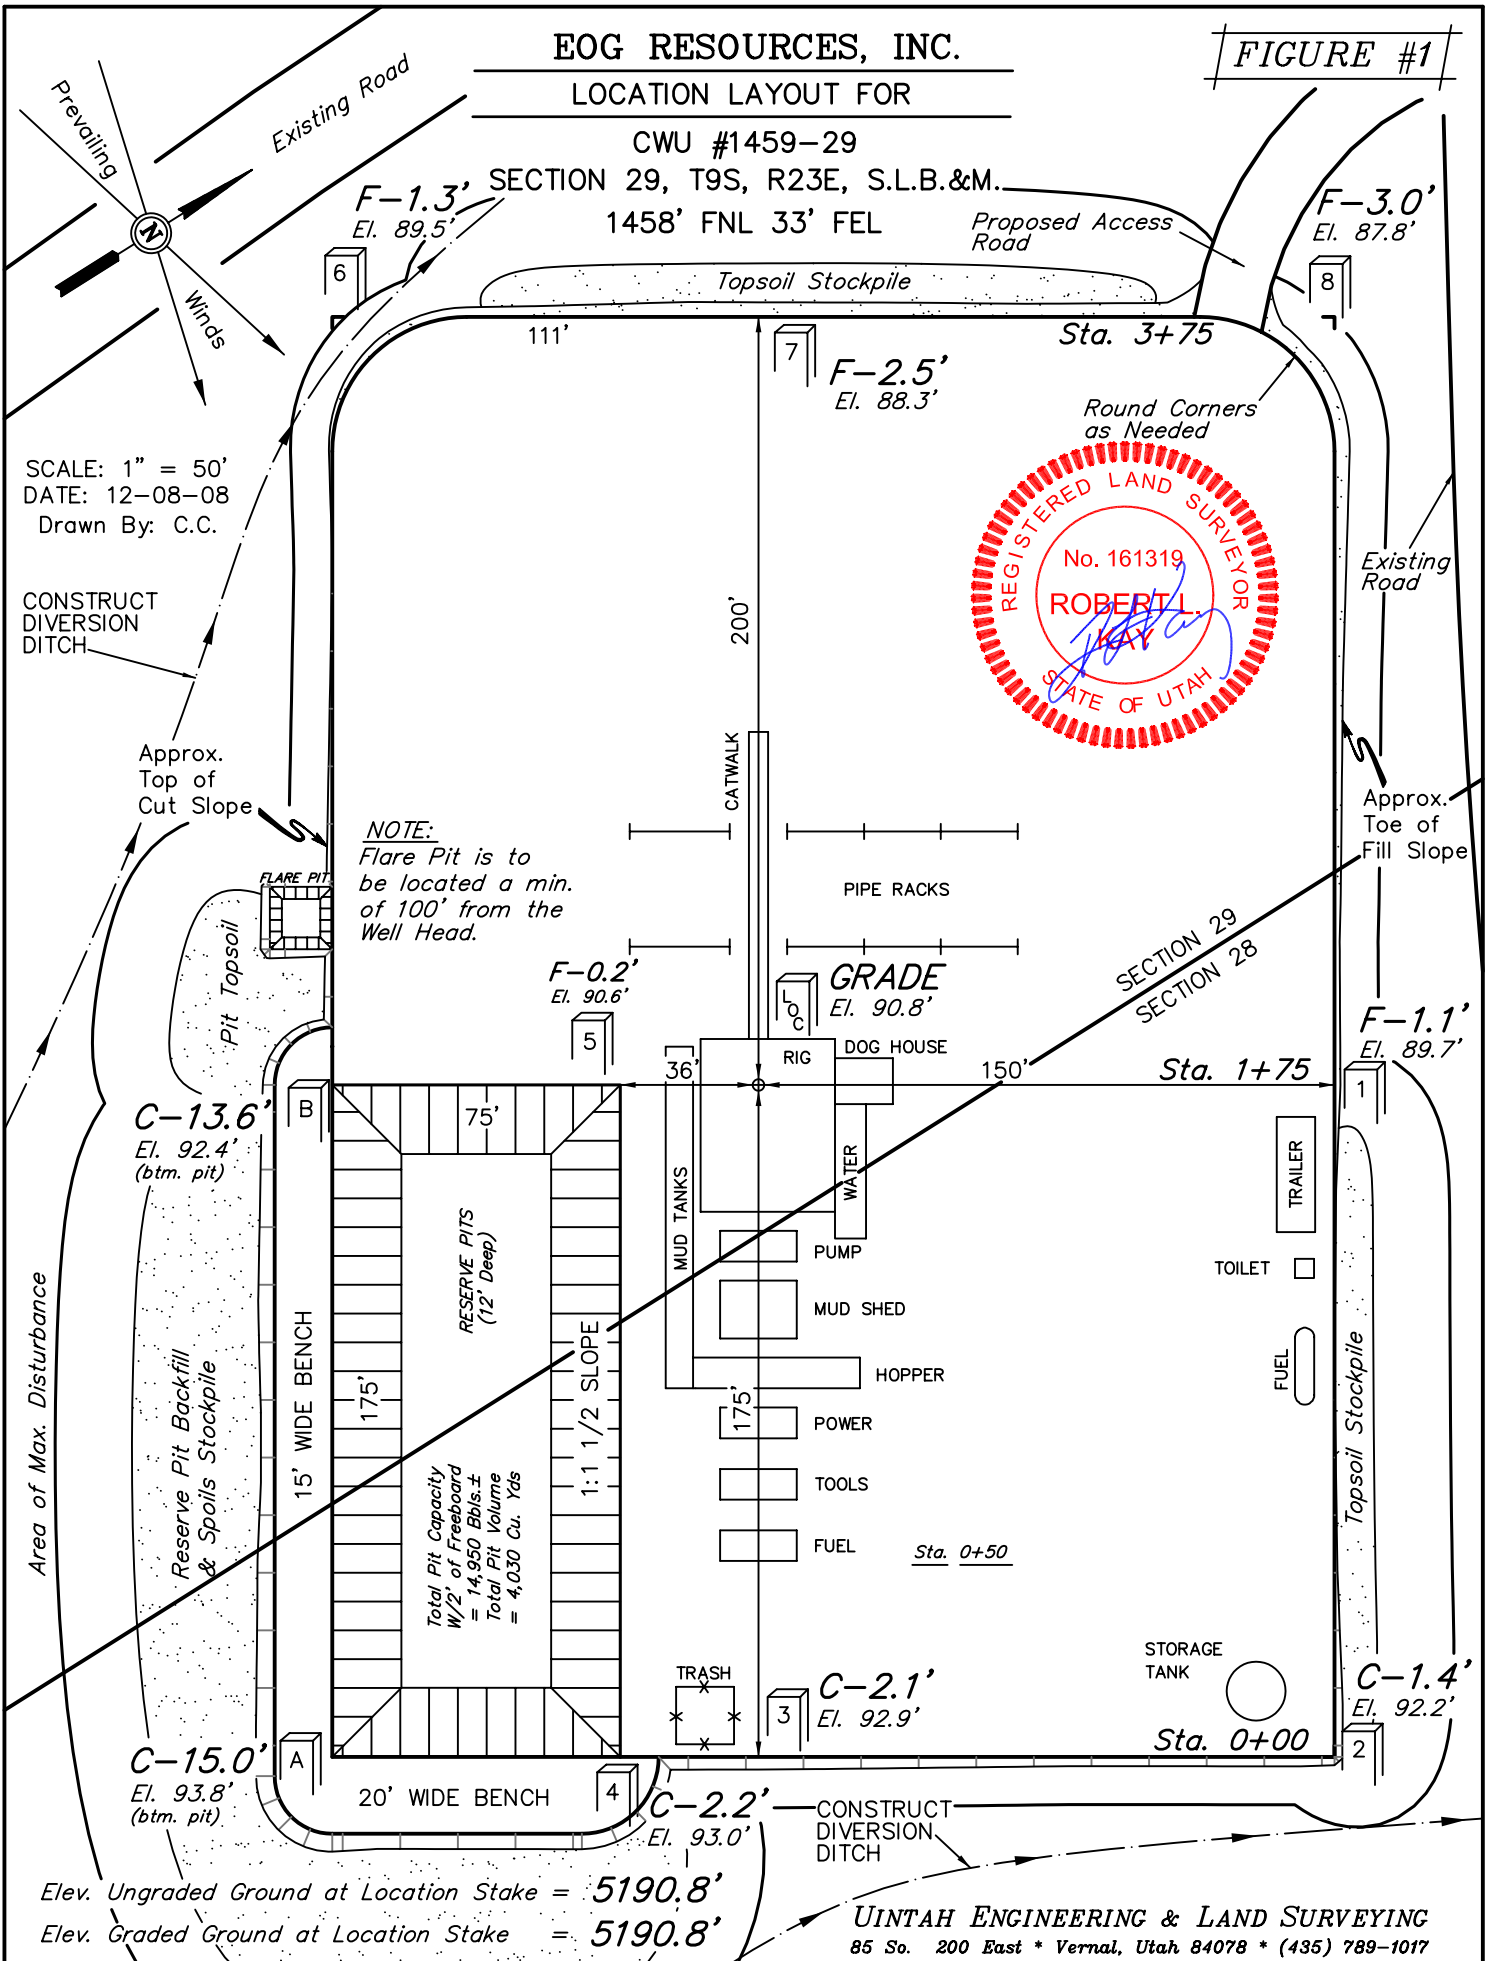 EOG RESOURCES, INC.
LOCATION LAYOUT FOR
CWU #1459-29
SECTION 29, T9S, R23E, S.L.B.&M.
1458' FNL 33' FEL
FIGURE #1
Prevailing
Winds
N
Existing Road
F-1.3'
El. 89.5'
6
Proposed Access
Road
F-3.0'
El. 87.8'
8
Topsoil Stockpile
111'
Sta. 3+75
7
F-2.5'
El. 88.3'
Round Corners
as Needed
SCALE: 1" = 50'
DATE: 12-08-08
Drawn By: C.C.
REGISTERED LAND SURVEYOR
No. 161319
ROBERT L.
KAY
STATE OF UTAH
Existing
Road
CONSTRUCT
DIVERSION
DITCH
200'
Approx.
Top of
Cut Slope
CATWALK
Approx.
Toe of
Fill Slope
NOTE:
Flare Pit is to
be located a min.
of 100' from the
Well Head.
FLARE PIT
PIPE RACKS
Pit Topsoil
SECTION 29
SECTION 28
F-0.2'
El. 90.6'
5
LOC
GRADE
El. 90.8'
F-1.1'
El. 89.7'
1
RIG
DOG HOUSE
36'
150'
Sta. 1+75
C-13.6'
El. 92.4'
(btm. pit)
B
75'
MUD TANKS
WATER
TRAILER
RESERVE PITS
(12' Deep)
PUMP
TOILET
MUD SHED
Area of Max. Disturbance
Reserve Pit Backfill
& Spoils Stockpile
15' WIDE BENCH
175'
1:1 1/2 SLOPE
HOPPER
175'
FUEL
Topsoil Stockpile
POWER
TOOLS
FUEL
Total Pit Capacity
W/2' of Freeboard
= 14,950 Bbls.±
Total Pit Volume
= 4,030 Cu. Yds
Sta. 0+50
STORAGE
TANK
TRASH
3
C-2.1'
El. 92.9'
C-1.4'
El. 92.2'
2
Sta. 0+00
C-15.0'
El. 93.8'
(btm. pit)
A
20' WIDE BENCH
4
C-2.2'
El. 93.0'
CONSTRUCT
DIVERSION
DITCH
Elev. Ungraded Ground at Location Stake = 5190.8'
Elev. Graded Ground at Location Stake = 5190.8'
UINTAH ENGINEERING & LAND SURVEYING
85 So. 200 East * Vernal, Utah 84078 * (435) 789-1017